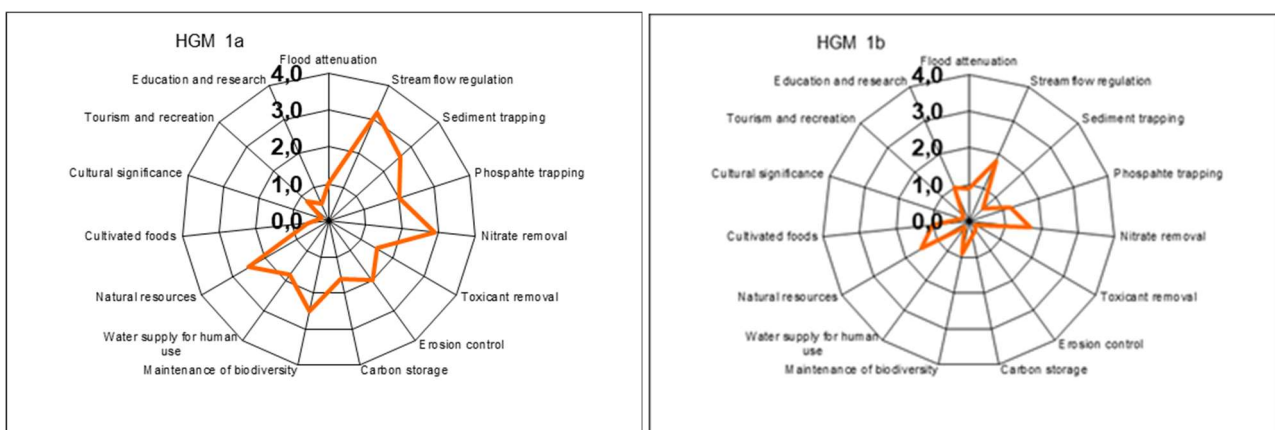 HGM 1a
Flood attenuation
4,0
Streamflow regulation
Sediment trapping
Phospahte trapping
Nitrate removal
Toxicant removal
Erosion control
Carbon storage
Maintenance of biodiversity
Water supply for human
use
Natural resources
Cultivated foods
Cultural significance
Tourism and recreation
Education and research
3,0
2,0
1,0
0,0
HGM 1b
Flood attenuation
4,0
Streamflow regulation
Sediment trapping
Phospahte trapping
Nitrate removal
Toxicant removal
Erosion control
Carbon storage
Maintenance of biodiversity
Water supply for human
use
Natural resources
Cultivated foods
Cultural significance
Tourism and recreation
Education and research
3,0
2,0
1,0
0,0